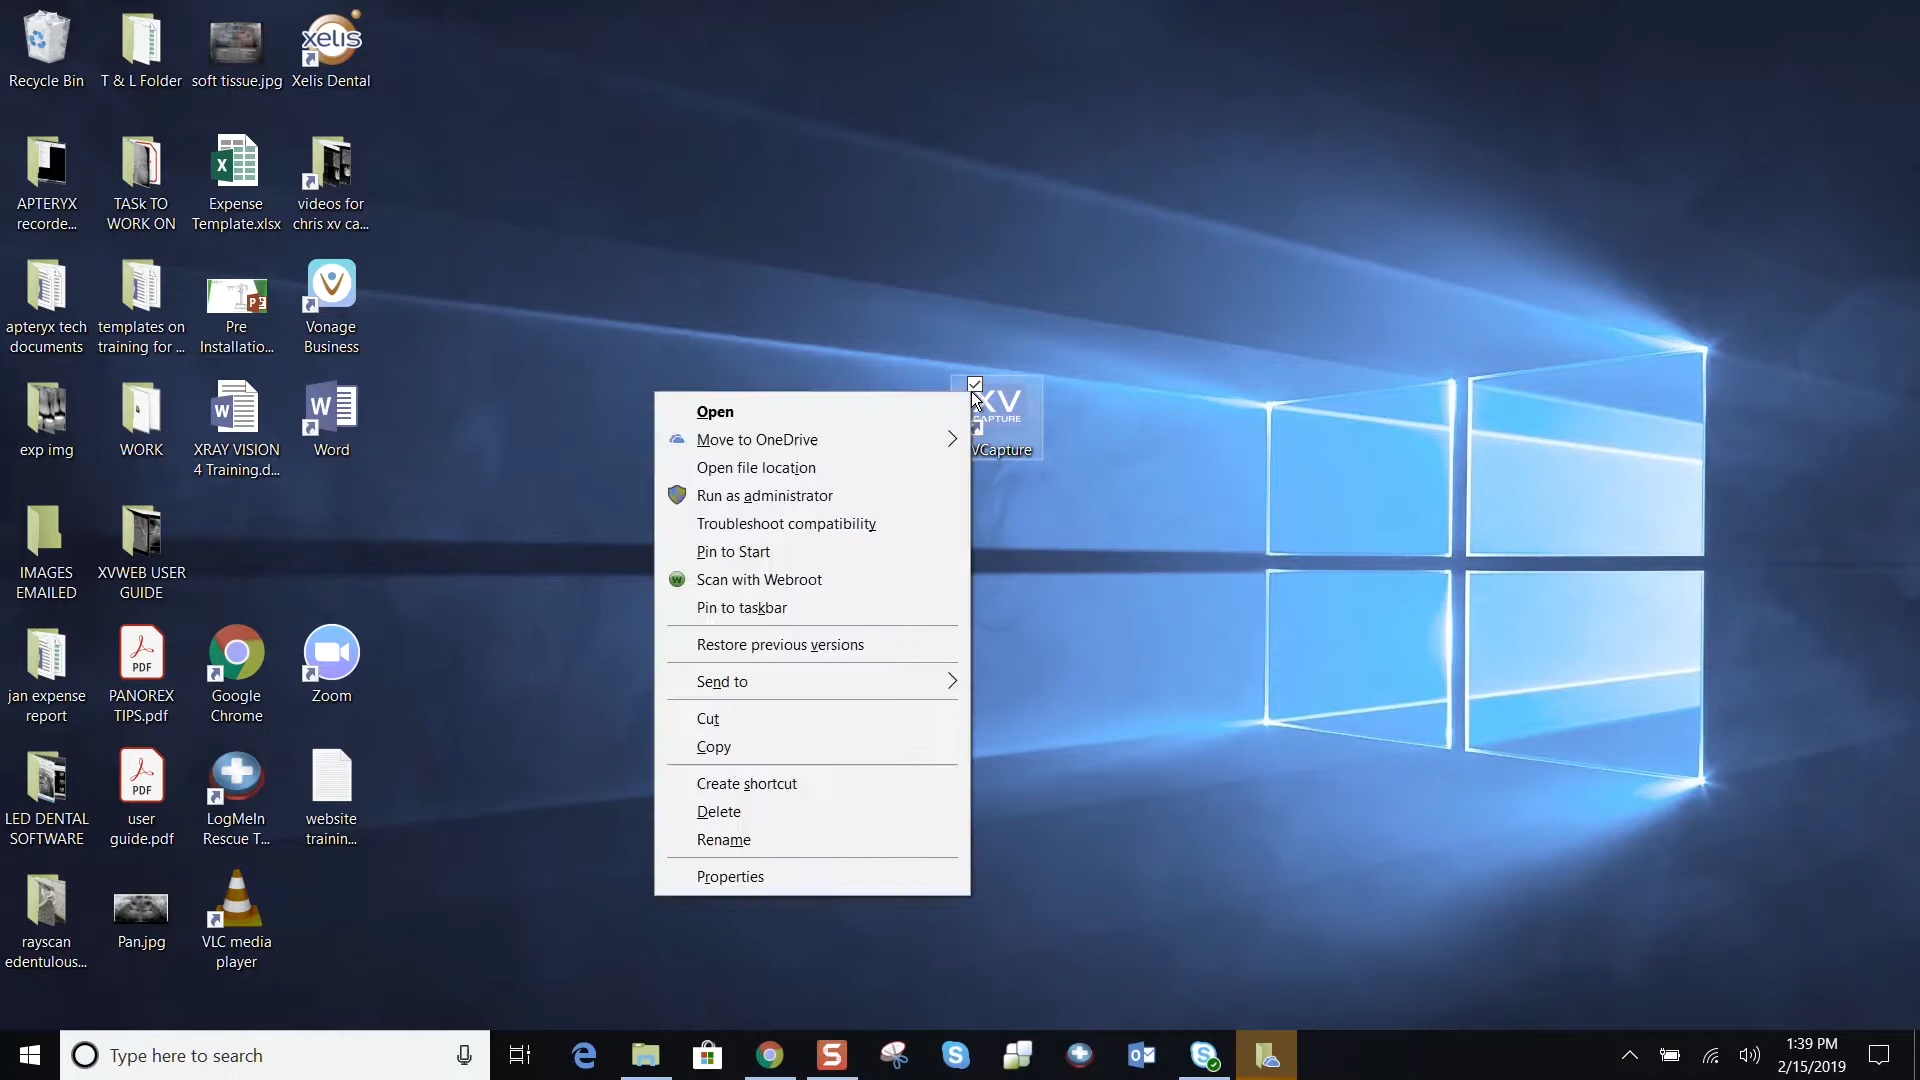 Recycle Bin
T & L Folder
soft tissue.jpg
xelis
Xelis Dental
APTERYX
recorde...
TASk TO
WORK ON
X
Expense
Template.xlsx
videos for
chris xv ca...
apteryx tech
documents
templates on
training for ...
P
Pre
Installatio...
Vonage
Business
exp img
WORK
W
XRAY VISION
4 Training.d...
W
Word
XV
CAPTURE
VCapture
IMAGES
EMAILED
XVWEB USER
GUIDE
jan expense
report
PDF
PANOREX
TIPS.pdf
Google
Chrome
Zoom
LED DENTAL
SOFTWARE
PDF
user
guide.pdf
LogMeIn
Rescue T...
website
trainin...
rayscan
edentulous...
Pan.jpg
VLC media
player
Open
Move to OneDrive
Open file location
Run as administrator
Troubleshoot compatibility
Pin to Start
W
Scan with Webroot
Pin to taskbar
Restore previous versions
Send to
Cut
Copy
Create shortcut
Delete
Rename
Properties
Type here to search
1:39 PM
2/15/2019